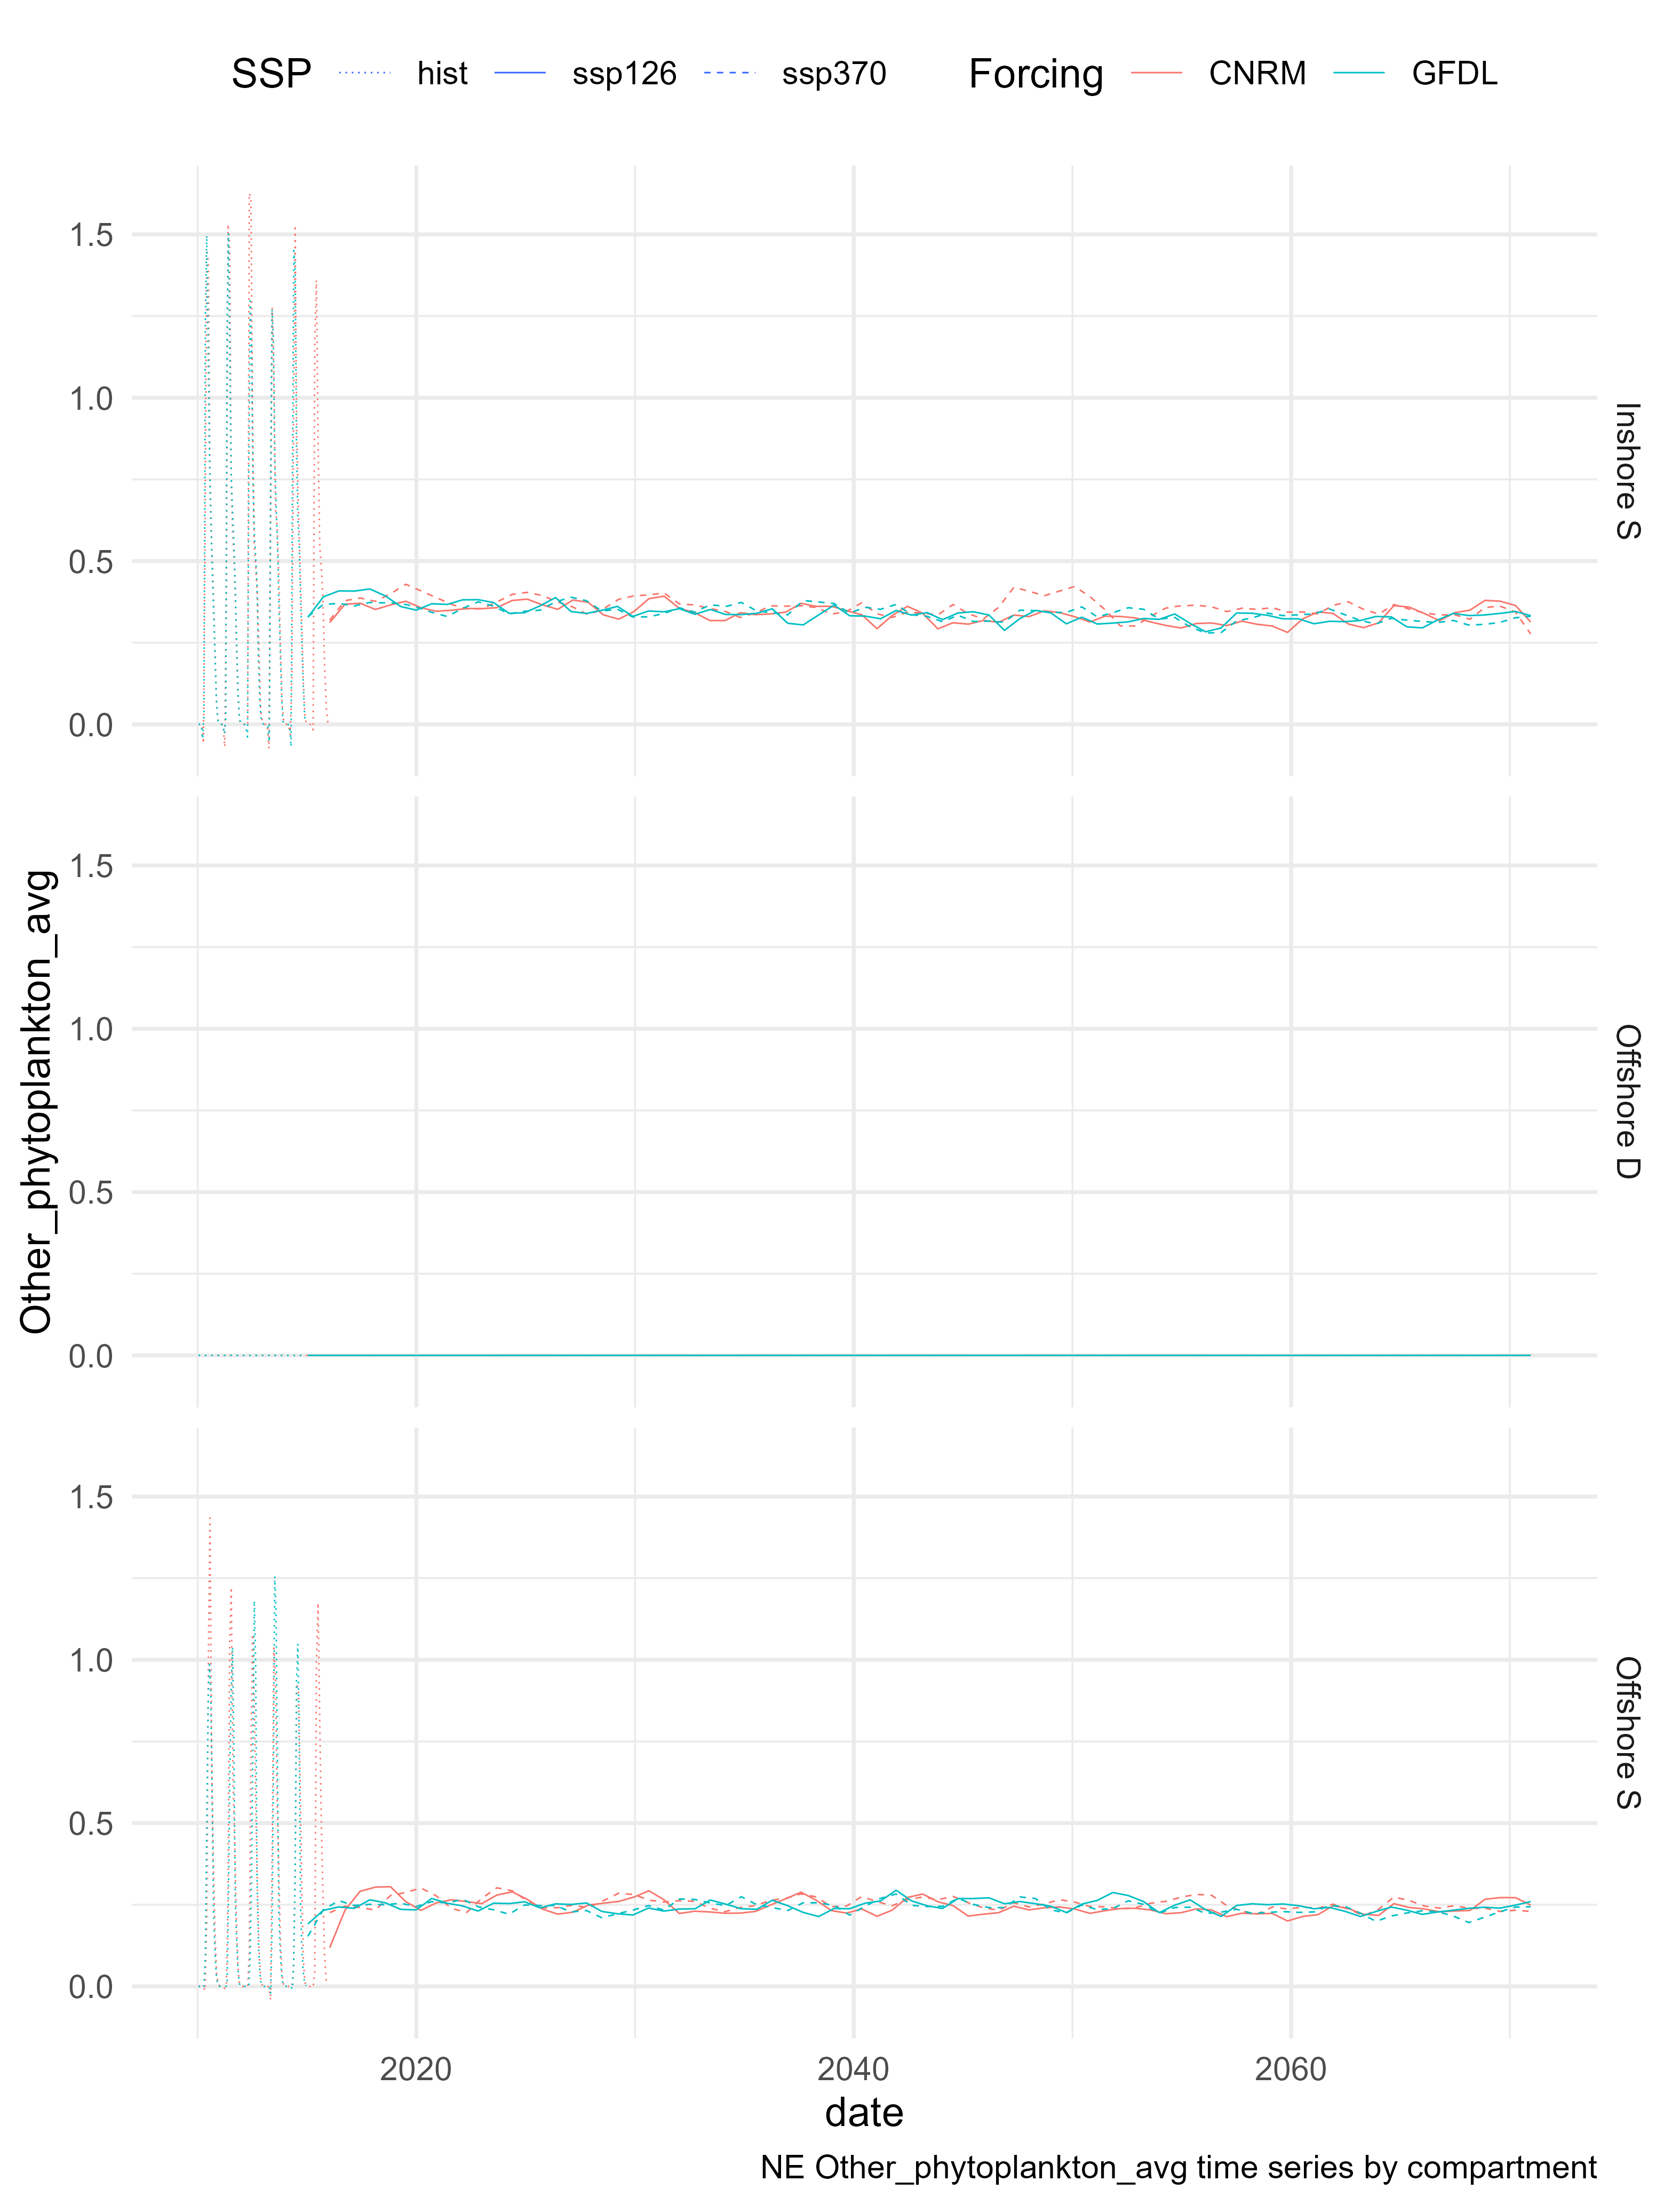 SSP hist ssp126 ssp370 Forcing CNRM GFDL
1.5
1.0
0.5
0.0
Inshore S
1.5
1.0
0.5
0.0
Offshore D
1.5
1.0
0.5
0.0
Offshore S
Other_phytoplankton_avg
2020 2040 2060
date
NE Other_phytoplankton_avg time series by compartment